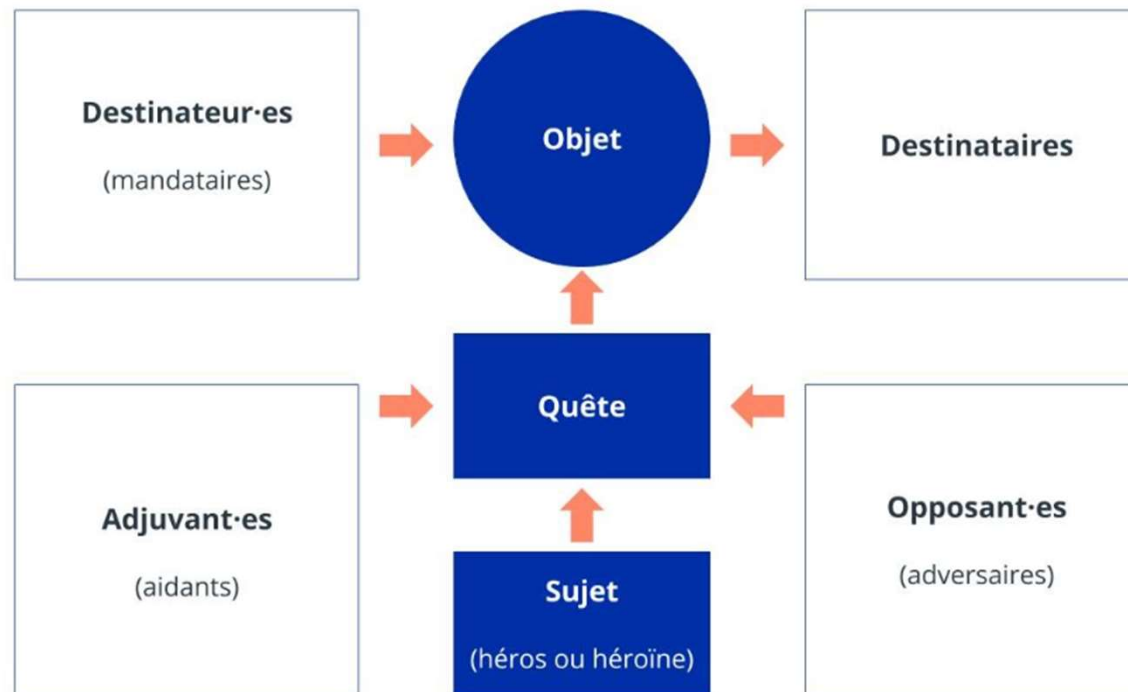 Destinateur·es
(mandataires)
Objet
Destinataires
Quête
Adjuvant·es
(aidants)
Sujet
(héros ou héroïne)
Opposant·es
(adversaires)